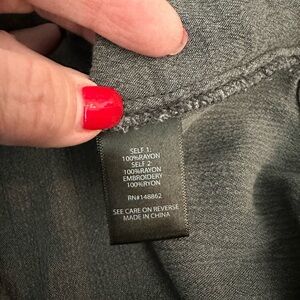 SELF 1:
100%RAYON
SELF 2:
100%RAYON
EMBROIDERY
100%RYON
RN#148862
SEE CARE ON REVERSE
MADE IN CHINA